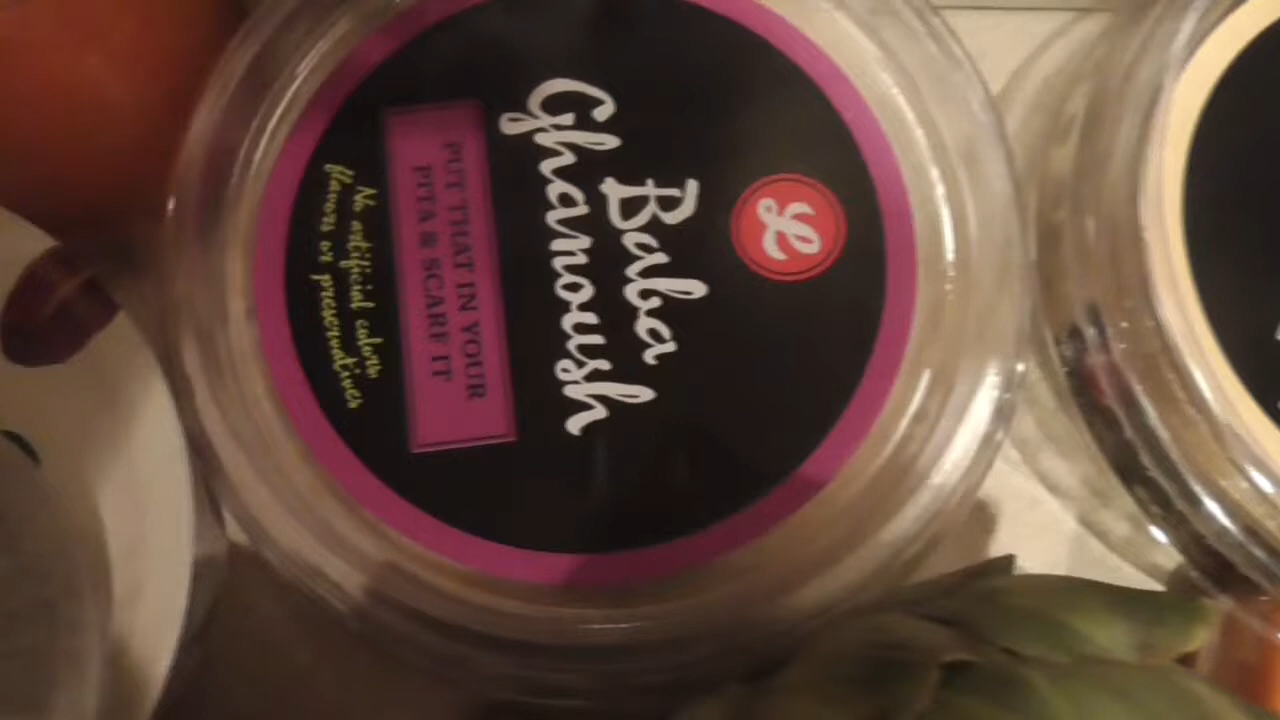 L
Baba
Ghanoush
PUT THAT IN YOUR
PITA & SCARF IT
No artificial colors,
flavors or preservatives